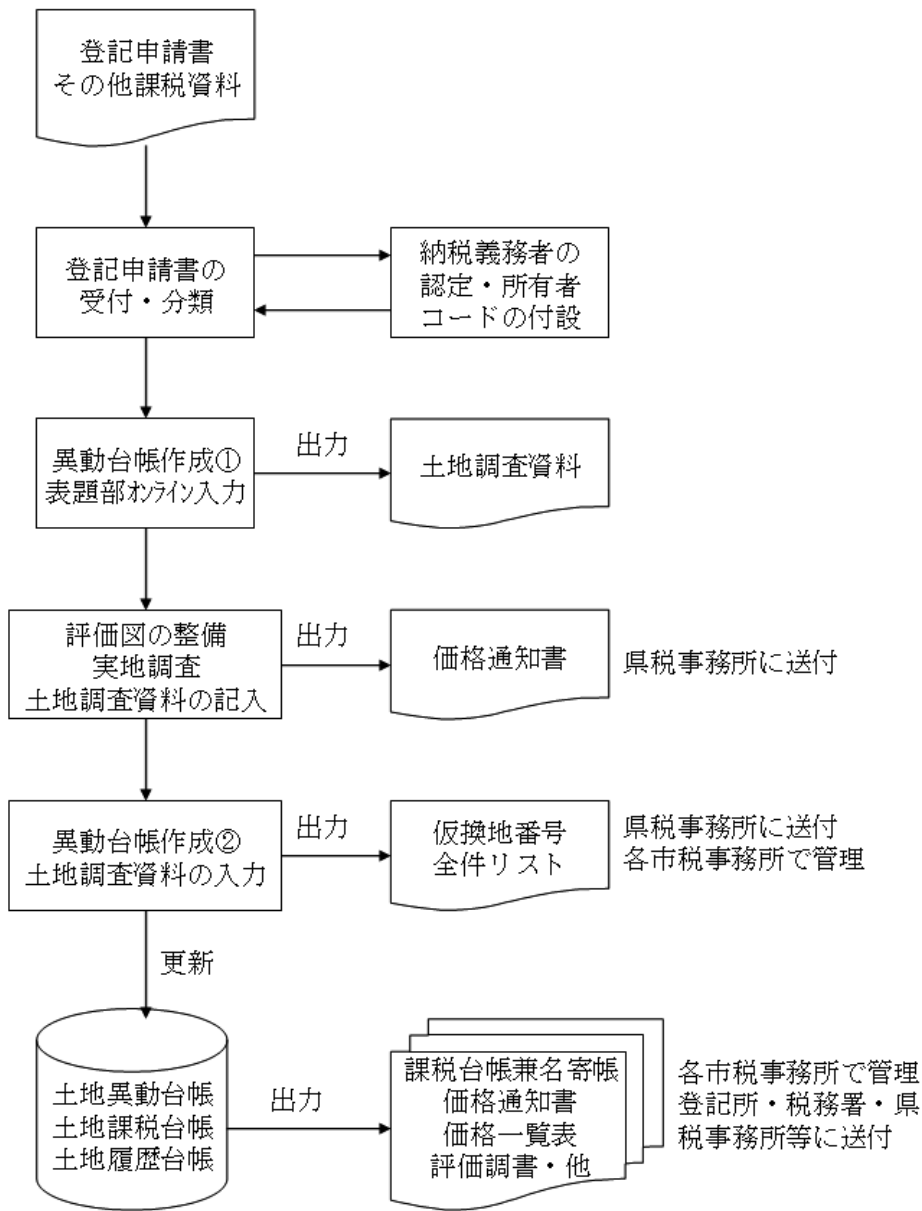 登記申請書
その他課税資料
登記申請書の
受付・分類
納税義務者の
認定・所有者
コードの付設
異動台帳作成①
表題部ｵﾝﾗｲﾝ入力
出力
土地調査資料
評価図の整備
実地調査
土地調査資料の記入
出力
価格通知書
県税事務所に送付
異動台帳作成②
土地調査資料の入力
出力
仮換地番号
全件リスト
県税事務所に送付
各市税事務所で管理
更新
土地異動台帳
土地課税台帳
土地履歴台帳
出力
課税台帳兼名寄帳
価格通知書
価格一覧表
評価調書・他
各市税事務所で管理
登記所・税務署・県
税事務所等に送付